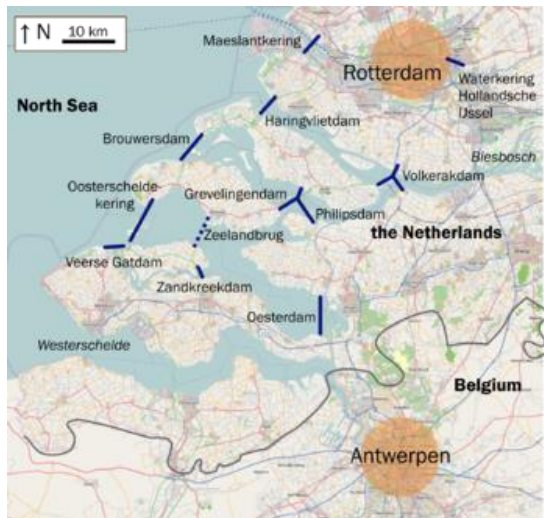 ↑ N 10 km
Maeslantkering
Rotterdam
Waterkering
Hollandsche
IJssel
North Sea
Haringvlietdam
Brouwersdam
Biesbosch
Oosterschelde-
kering
Grevelingendam
Volkerakdam
Philipsdam
Zeelandbrug
the Netherlands
Veerse Gatdam
Zandkreekdam
Oesterdam
Westerschelde
Belgium
Antwerpen